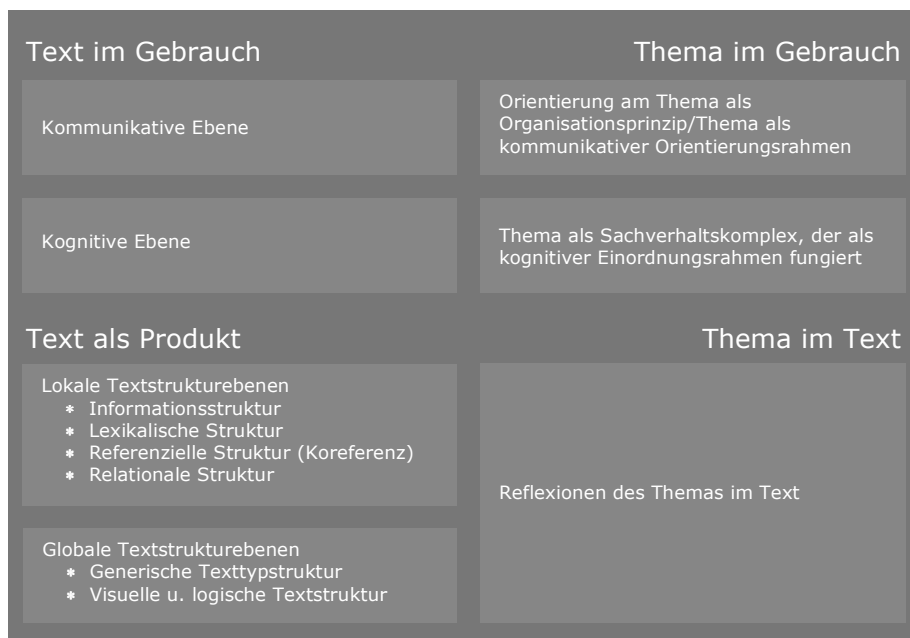 Text im Gebrauch
Thema im Gebrauch
Kommunikative Ebene
Orientierung am Thema als
Organisationsprinzip/Thema als
kommunikativer Orientierungsrahmen
Kognitive Ebene
Thema als Sachverhaltskomplex, der als
kognitiver Einordnungsrahmen fungiert
Text als Produkt
Thema im Text
Lokale Textstrukturebenen
* Informationsstruktur
* Lexikalische Struktur
* Referenzielle Struktur (Koreferenz)
* Relationale Struktur
Reflexionen des Themas im Text
Globale Textstrukturebenen
* Generische Texttypstruktur
* Visuelle u. logische Textstruktur